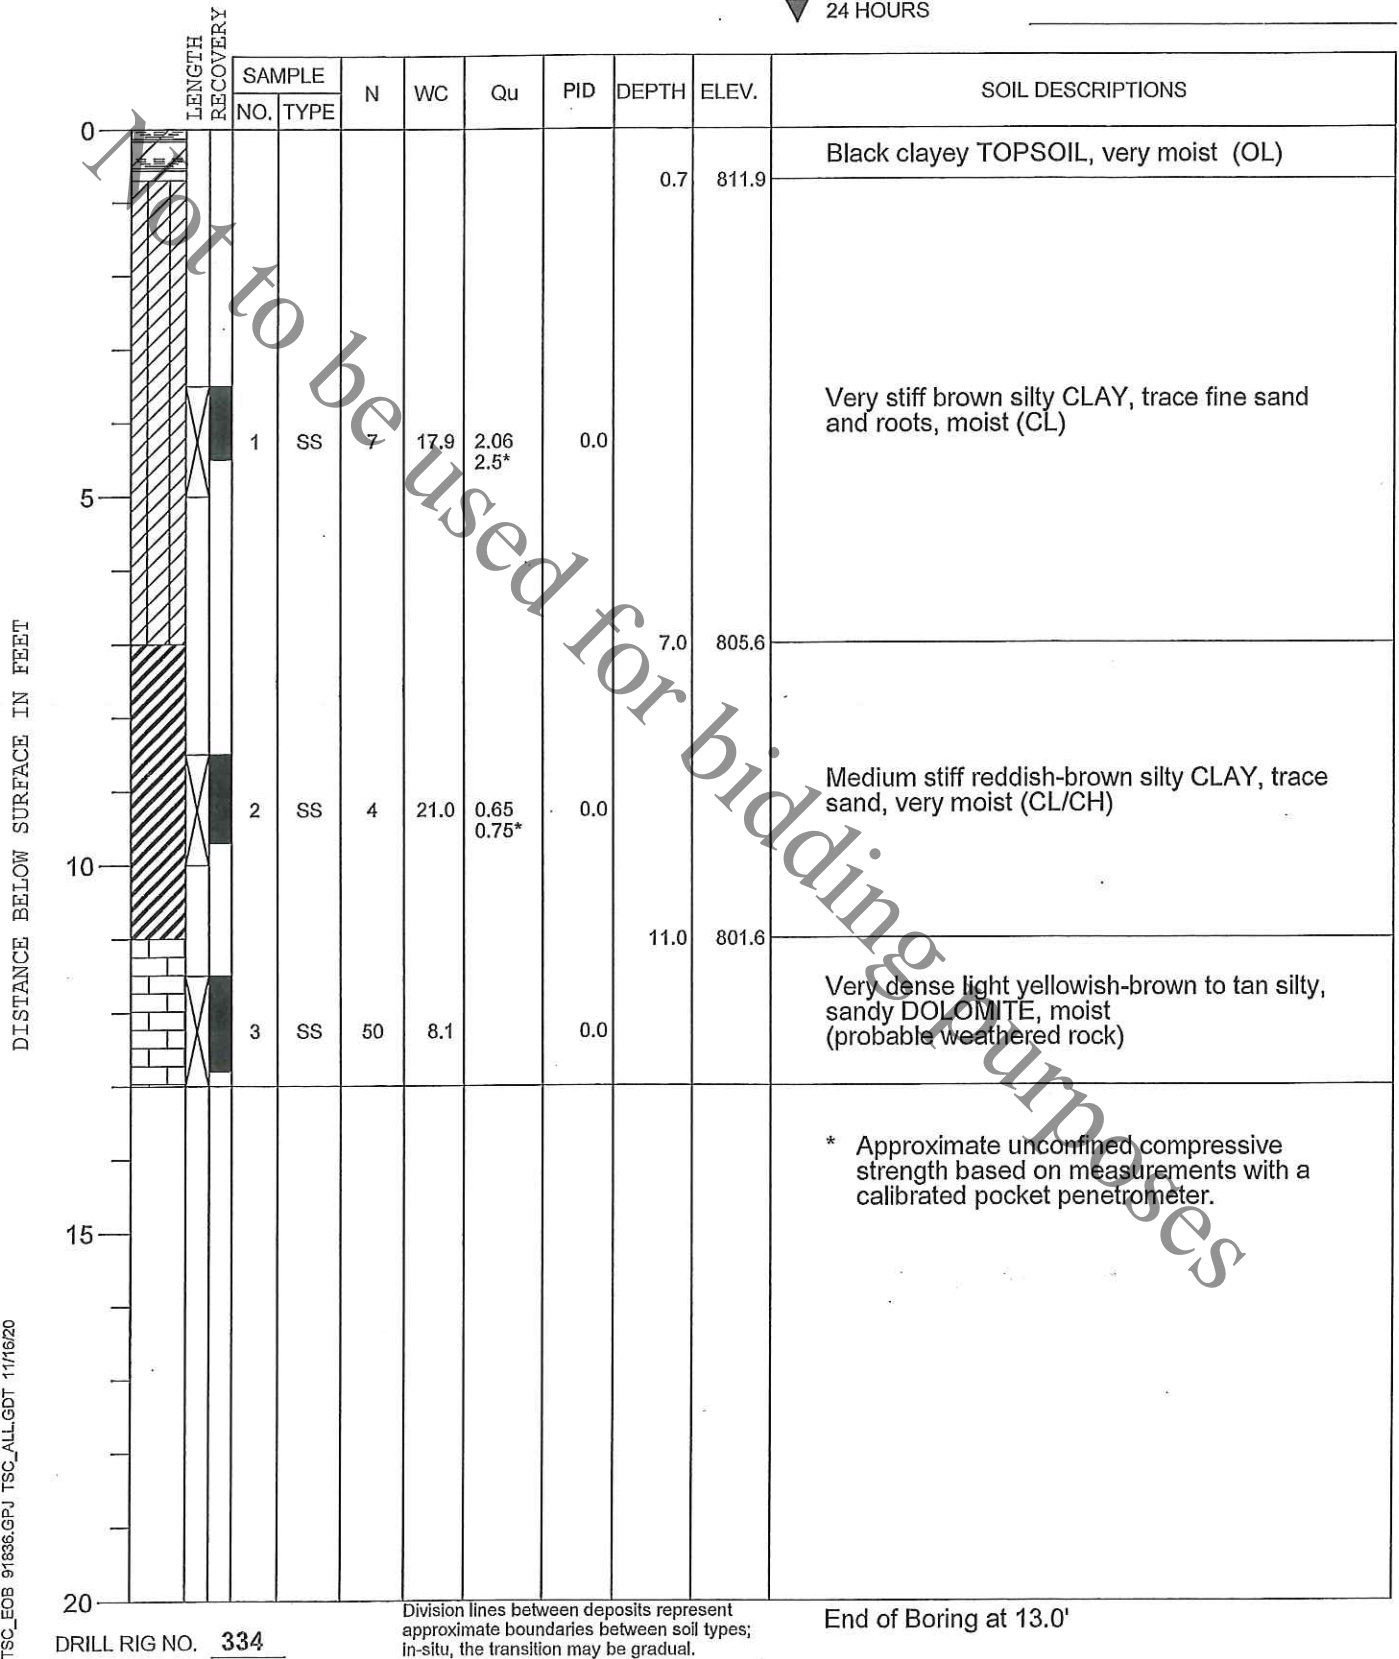 24 HOURS
LENGTH
RECOVERY
SAMPLE
NO. TYPE
N
WC
Qu
PID
DEPTH
ELEV.
SOIL DESCRIPTIONS
0
Black clayey TOPSOIL, very moist (OL)
0.7 811.9
Very stiff brown silty CLAY, trace fine sand
and roots, moist (CL)
1 SS 7 17.9 2.06 0.0
2.5*
5
7.0 805.6
Medium stiff reddish-brown silty CLAY, trace
sand, very moist (CL/CH)
2 SS 4 21.0 0.65 0.0
0.75*
10
11.0 801.6
Very dense light yellowish-brown to tan silty,
sandy DOLOMITE, moist
(probable weathered rock)
3 SS 50 8.1 0.0
* Approximate unconfined compressive
strength based on measurements with a
calibrated pocket penetrometer.
15
20
DISTANCE BELOW SURFACE IN FEET
TSC_EOB 91836.GPJ TSC_ALL.GDT 11/16/20
Not to be used for bidding purposes
Division lines between deposits represent
approximate boundaries between soil types;
in-situ, the transition may be gradual.
End of Boring at 13.0'
DRILL RIG NO. 334